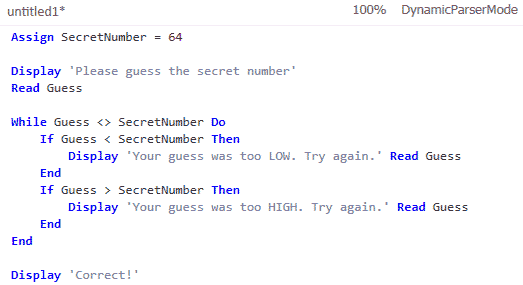 untitled1* 100% DynamicParserMode
Assign SecretNumber = 64
Display 'Please guess the secret number'
Read Guess
While Guess <> SecretNumber Do
If Guess < SecretNumber Then
Display 'Your guess was too LOW. Try again.' Read Guess
End
If Guess > SecretNumber Then
Display 'Your guess was too HIGH. Try again.' Read Guess
End
End
Display 'Correct!'